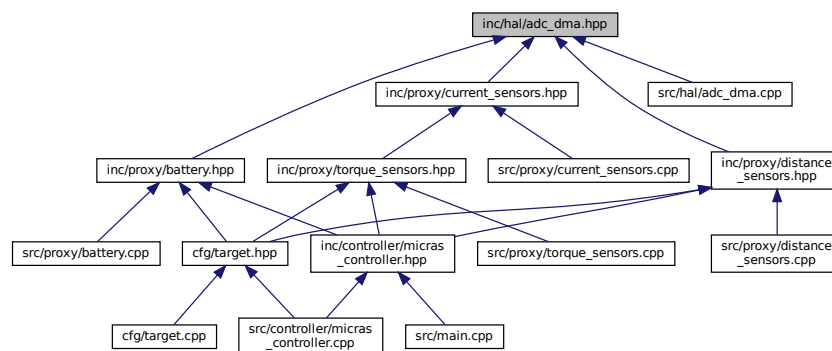 inc/hal/adc_dma.hpp
inc/proxy/current_sensors.hpp
src/hal/adc_dma.cpp
inc/proxy/battery.hpp
inc/proxy/torque_sensors.hpp
src/proxy/current_sensors.cpp
inc/proxy/distance
_sensors.hpp
src/proxy/battery.cpp
cfg/target.hpp
inc/controller/micras
_controller.hpp
src/proxy/torque_sensors.cpp
src/proxy/distance
_sensors.cpp
cfg/target.cpp
src/controller/micras
_controller.cpp
src/main.cpp